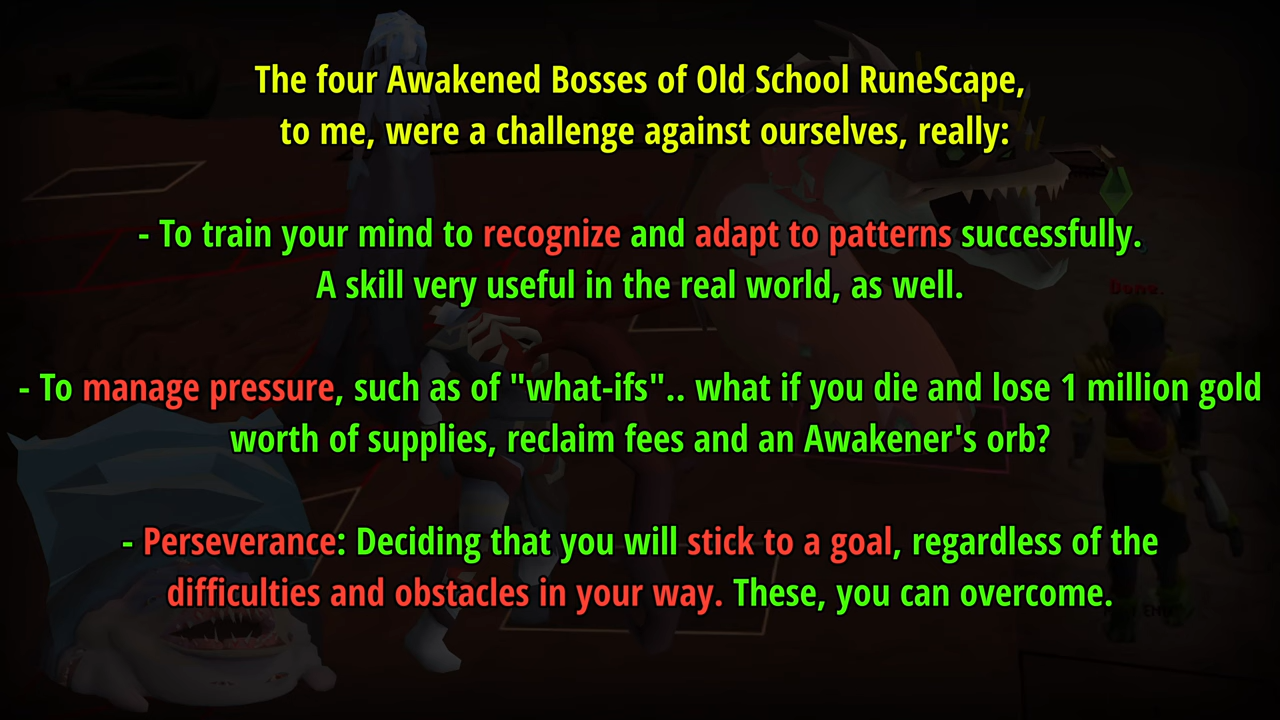 The four Awakened Bosses of Old School RuneScape,
to me, were a challenge against ourselves, really:
- To train your mind to recognize and adapt to patterns successfully.
A skill very useful in the real world, as well.
Done.
- To manage pressure, such as of "what-ifs".. what if you die and lose 1 million gold
worth of supplies, reclaim fees and an Awakener's orb?
- Perseverance: Deciding that you will stick to a goal, regardless of the
difficulties and obstacles in your way. These, you can overcome.